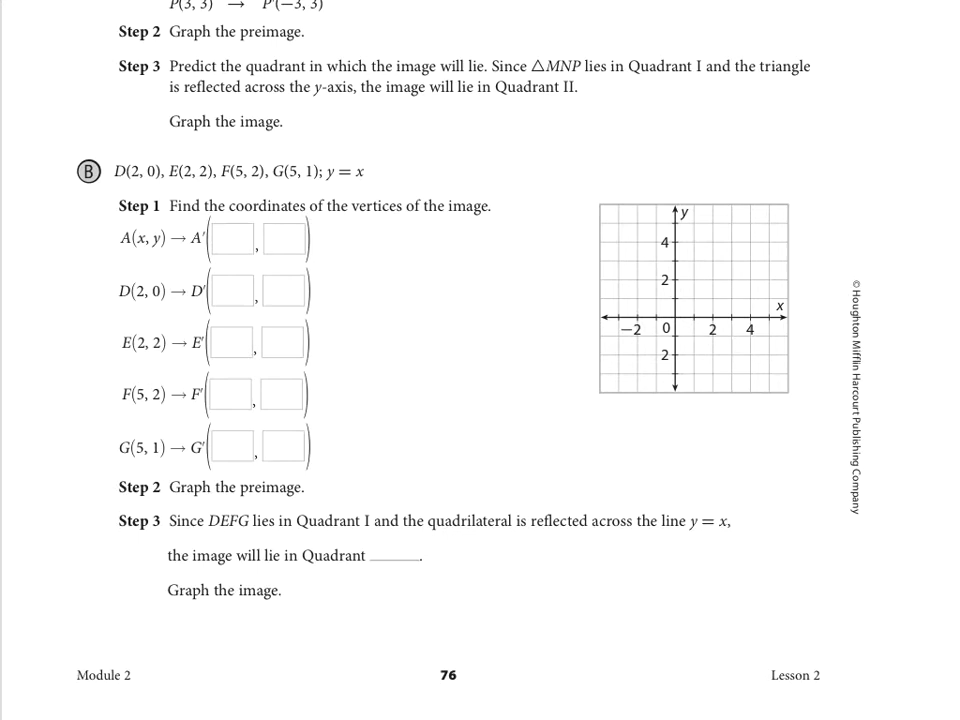 P(3, 3) → P′(−3, 3)
Step 2 Graph the preimage.
Step 3 Predict the quadrant in which the image will lie. Since △MNP lies in Quadrant I and the triangle
is reflected across the y-axis, the image will lie in Quadrant II.
Graph the image.
B D(2, 0), E(2, 2), F(5, 2), G(5, 1); y = x
Step 1 Find the coordinates of the vertices of the image.
A(x, y) → A′( , )
D(2, 0) → D′( , )
E(2, 2) → E′( , )
F(5, 2) → F′( , )
G(5, 1) → G′( , )
y
4
2
x
−2 0 2 4
2
Step 2 Graph the preimage.
Step 3 Since DEFG lies in Quadrant I and the quadrilateral is reflected across the line y = x,
the image will lie in Quadrant ______.
Graph the image.
© Houghton Mifflin Harcourt Publishing Company
Module 2 76 Lesson 2